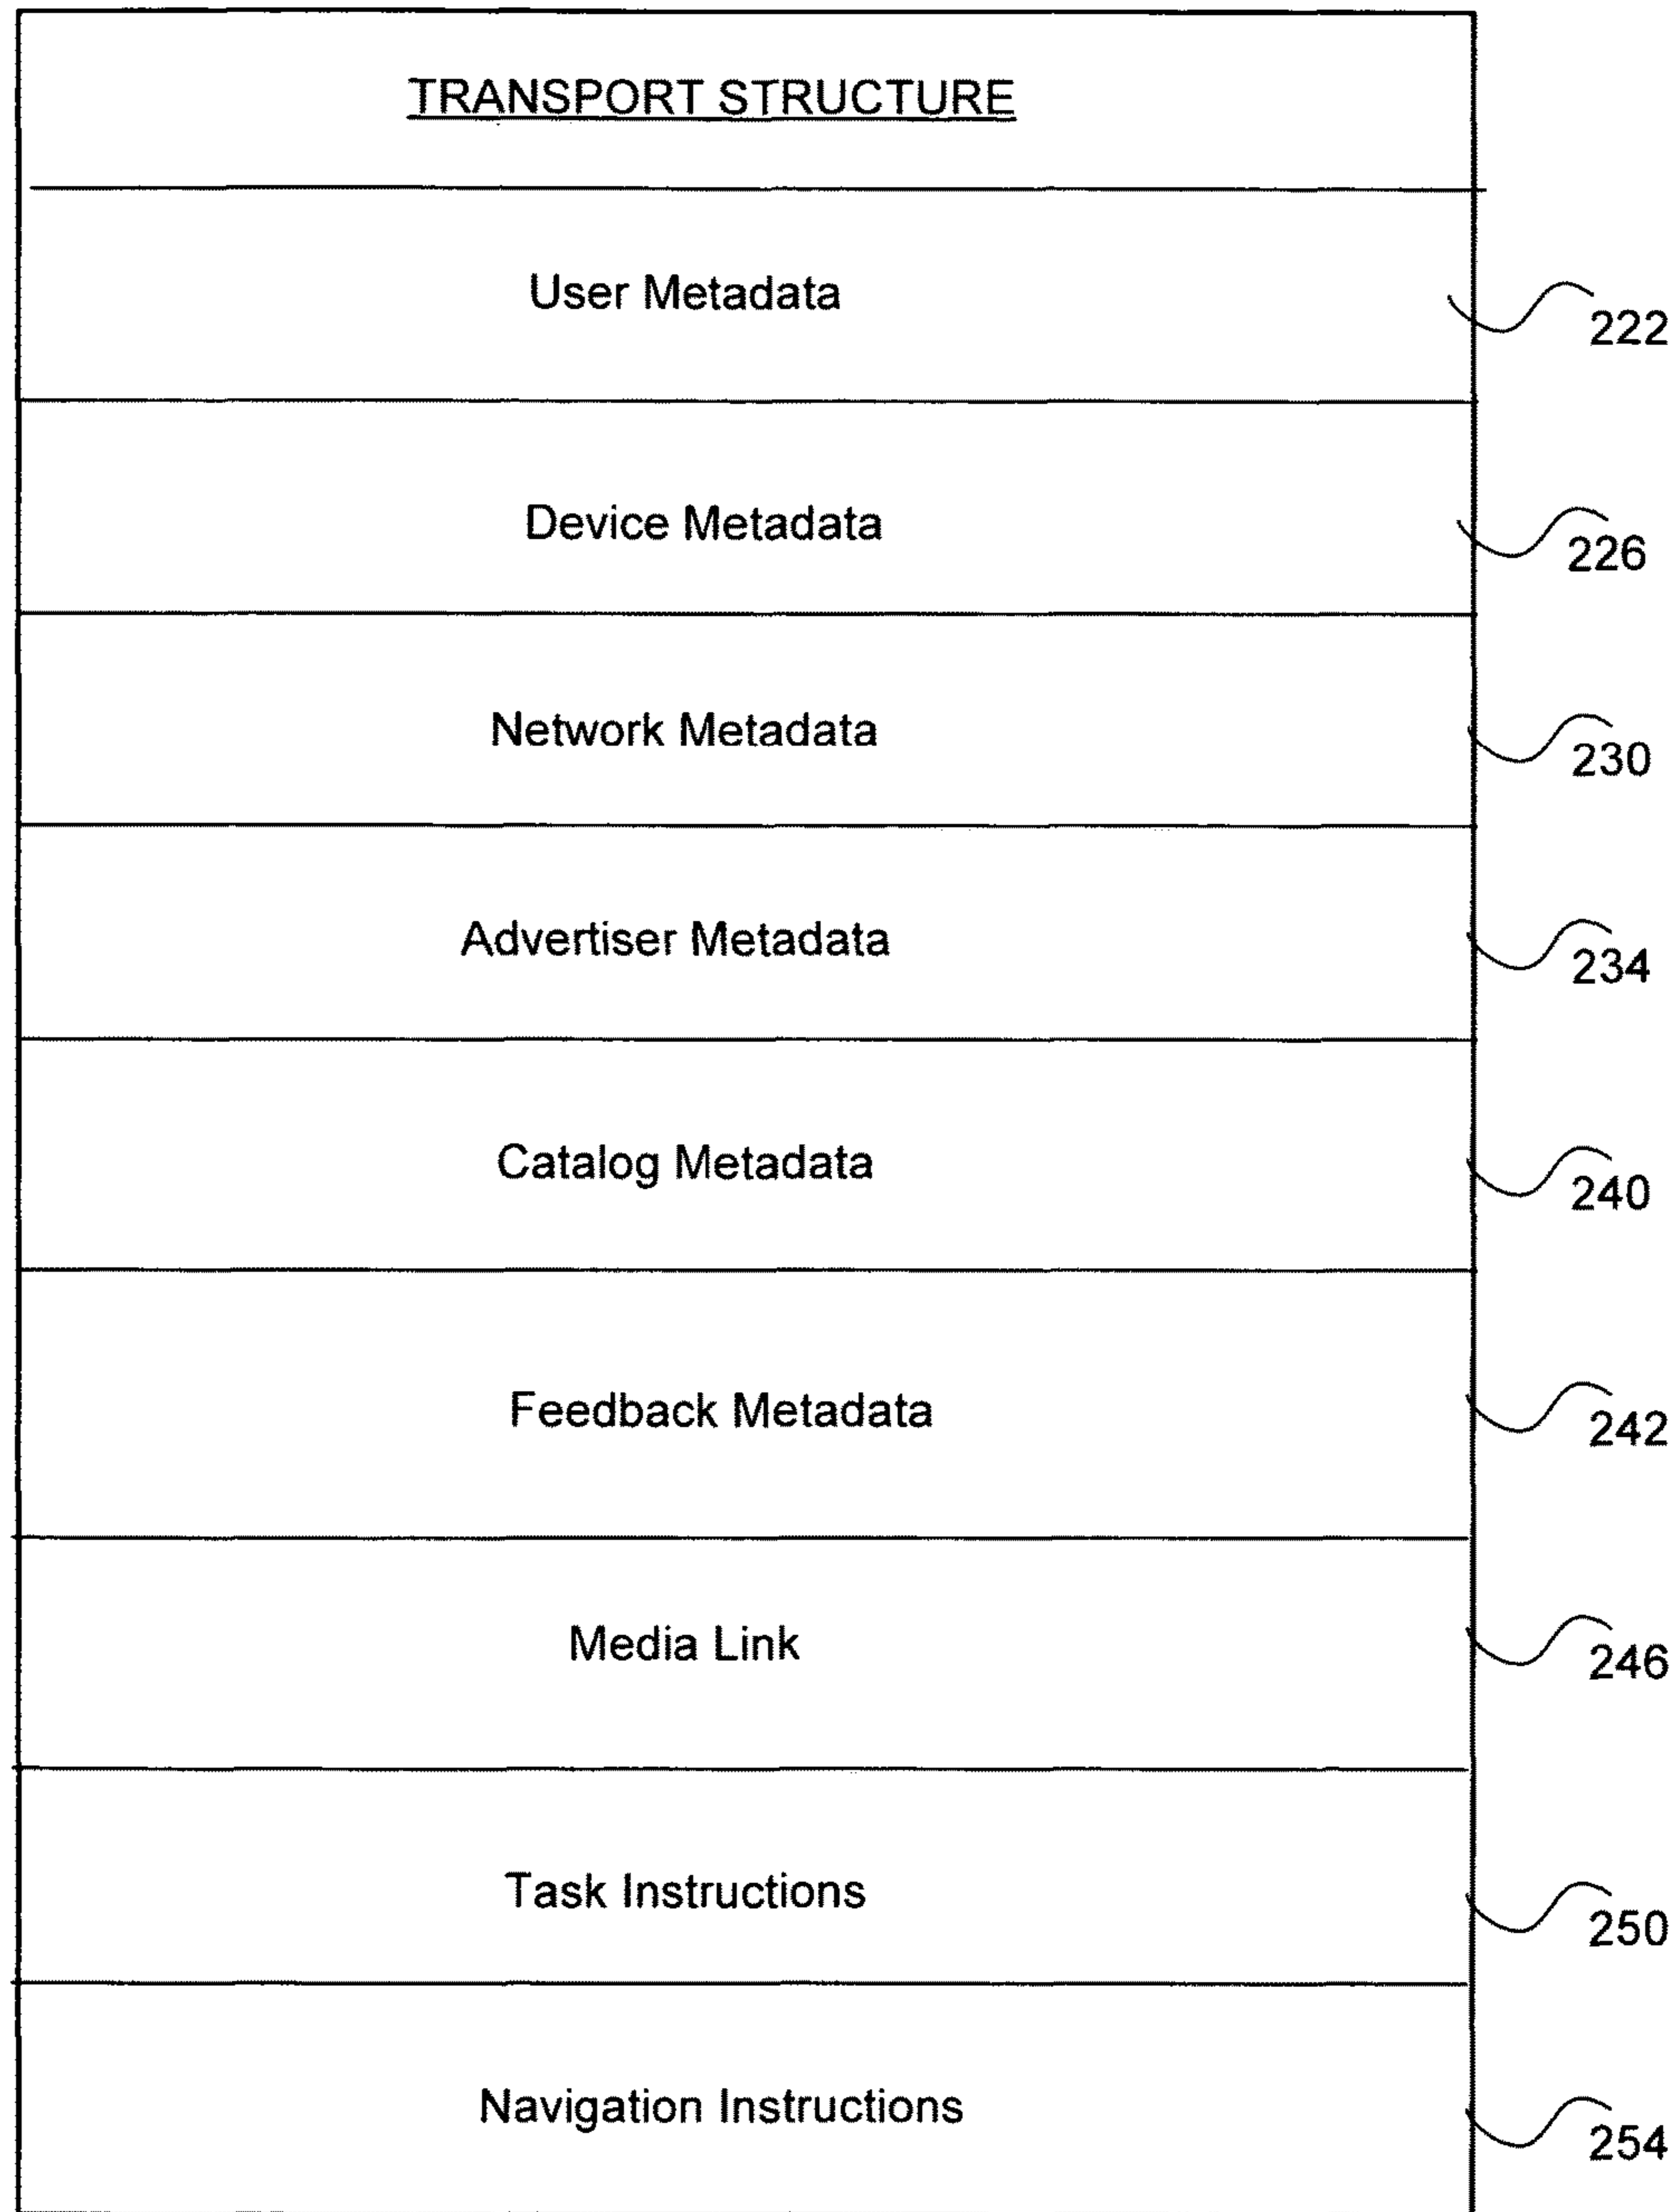 TRANSPORT STRUCTURE
User Metadata
222
Device Metadata
226
Network Metadata
230
Advertiser Metadata
234
Catalog Metadata
240
Feedback Metadata
242
Media Link
246
Task Instructions
250
Navigation Instructions
254